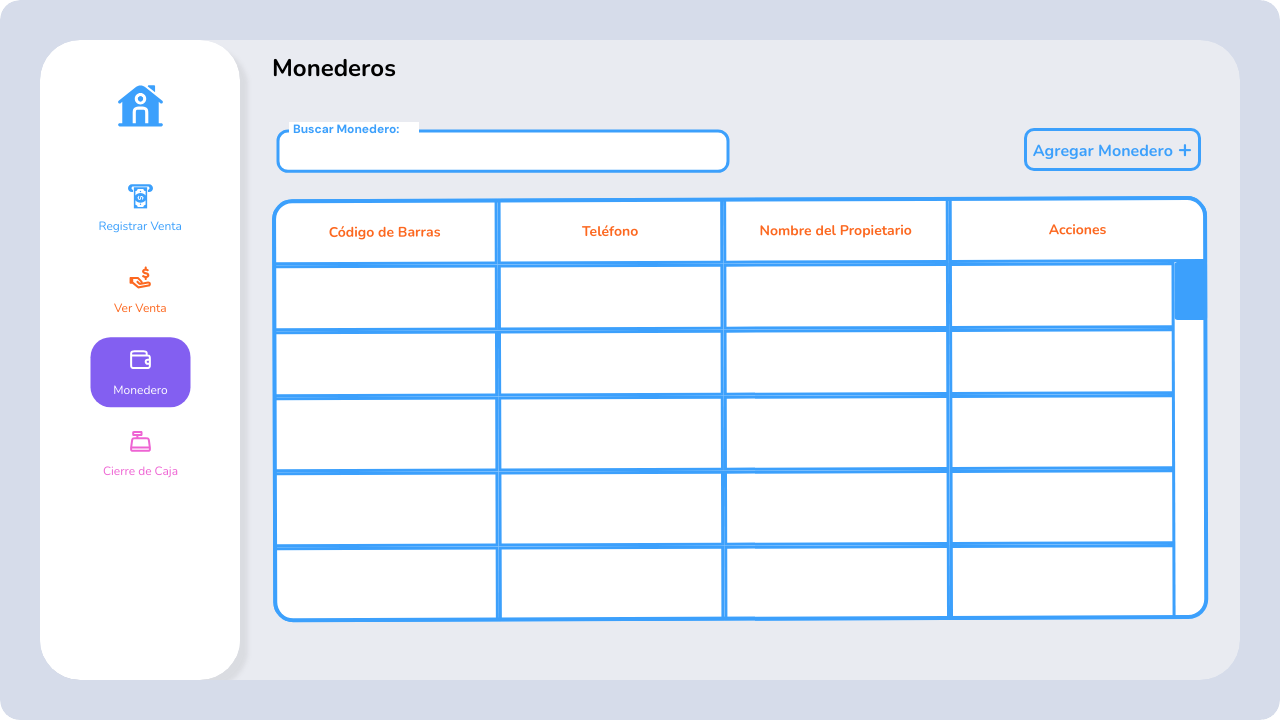 Monederos
Buscar Monedero:
Agregar Monedero +
Registrar Venta
Ver Venta
Monedero
Cierre de Caja
Código de Barras
Teléfono
Nombre del Propietario
Acciones